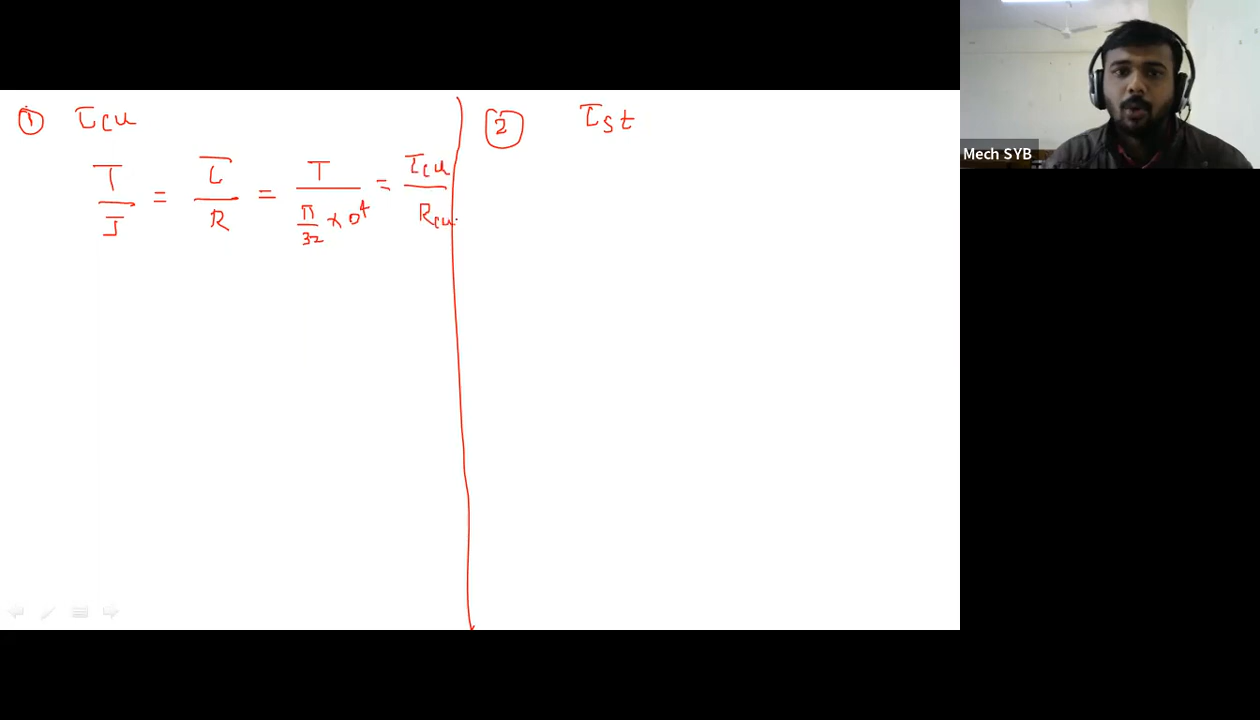 ① τcu
T/J = τ/R = T/(π/32 × D⁴) = τcu/Rcu
② τst
Mech SYB